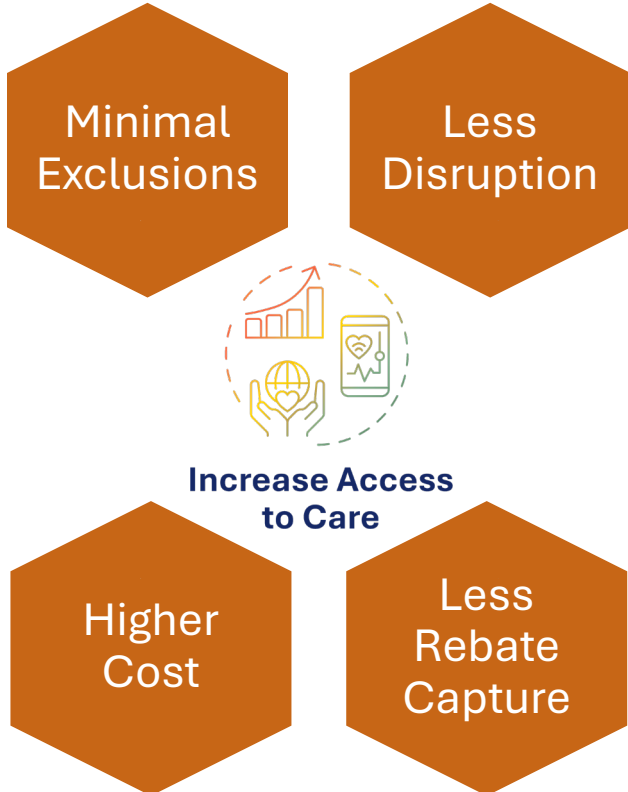 Minimal
Exclusions
Less
Disruption
Increase Access
to Care
Higher
Cost
Less
Rebate
Capture